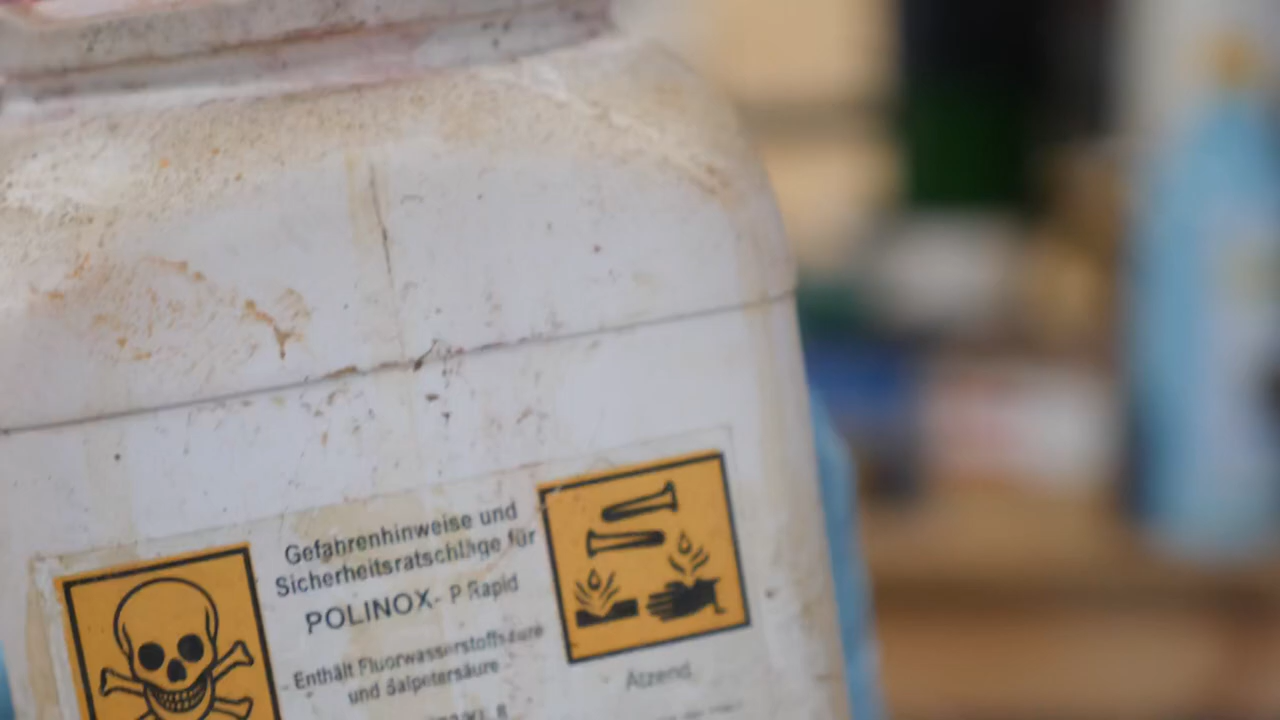 Gefahrenhinweise und
Sicherheitsratschläge für
POLINOX- P Rapid
- Enthält Fluorwasserstoffsäure
und Salpetersäure
Ätzend